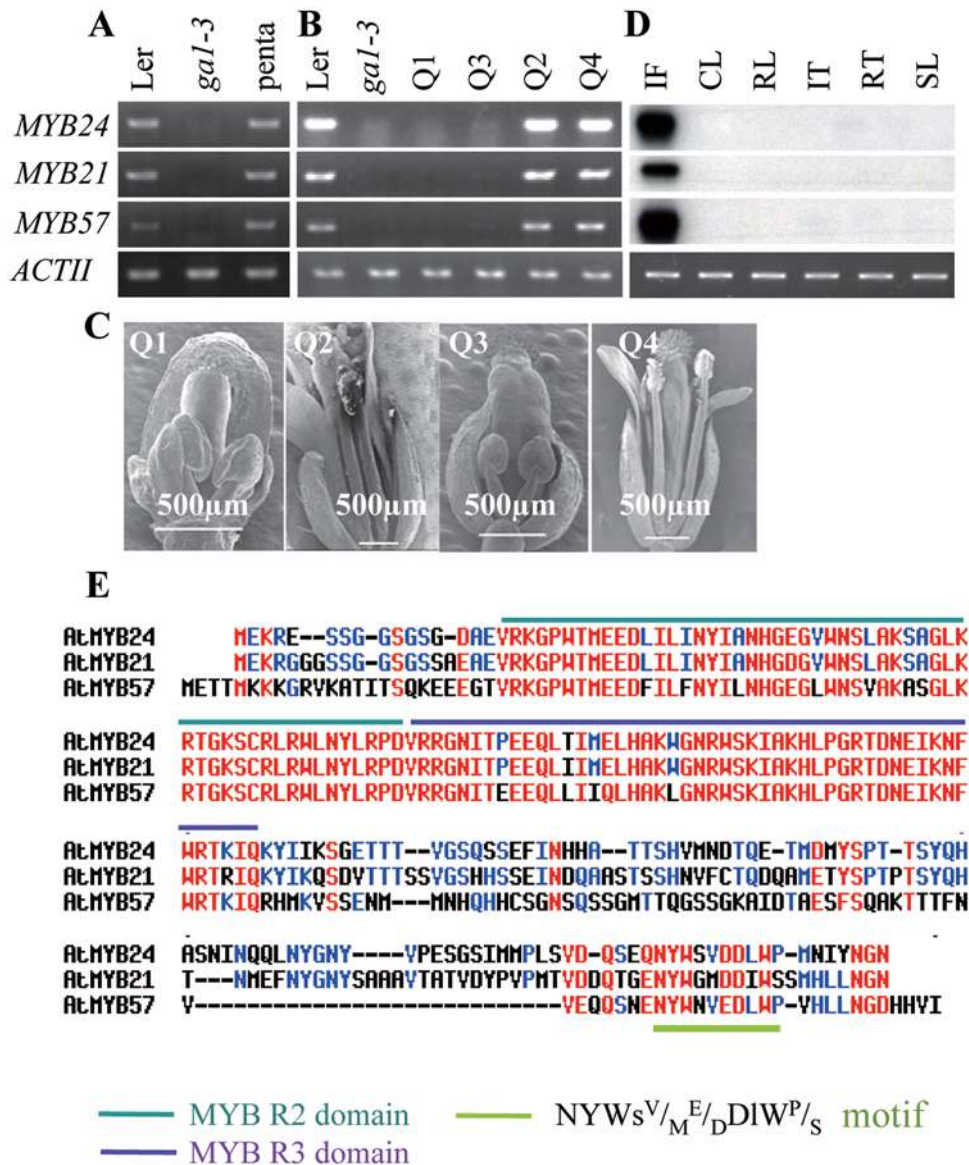 A B D
Ler ga1-3 penta Ler ga1-3 Q1 Q3 Q2 Q4 IF CL RL IT RT SL
MYB24
MYB21
MYB57
ACTII
C
Q1 Q2 Q3 Q4
500µm 500µm 500µm 500µm
E
AtMYB24 MEKRE--SSG-GSGSG-DAEVRKGPWTMEEDLILINYIANHGEGVWNSLAKSAGLK
AtMYB21 MEKRGGGSSG-GSGSSAEAEVRKGPWTMEEDLILINYIANHGDGVWNSLAKSAGLK
AtMYB57 METTMKKKGRVKATITSQKEEEGTVRKGPWTMEEDFILFNYILNHGEGLWNSVAKASGLK
AtMYB24 RTGKSCRLRWLNYLRPDVRRGNITPEEQLTIMELHAKWGNRWSKIAKHLPGRTDNEIKNF
AtMYB21 RTGKSCRLRWLNYLRPDVRRGNITPEEQLIIMELHAKWGNRWSKIAKHLPGRTDNEIKNF
AtMYB57 RTGKSCRLRWLNYLRPDVRRGNITEEEQLLIIQLHAKLGNRWSKIAKHLPGRTDNEIKNF
AtMYB24 WRTKIQKYIIKSGETTT-VGSQSSEFINHHA-TTSHVMNDTQE-TMDMYSPT-TSYQH
AtMYB21 WRTRIQKYIKQSDVTTTSSVGSHHSSEINDQAASTSSHNVFCTQDQAMETYSPTPTSYQH
AtMYB57 WRTKIQRHMKVSSENM---MNHQHHCSGNSQSSGMTTQGSSGKAIDTAESFSQAKTTTFN
AtMYB24 ASNINQQLNYGNY----VPESGSIMMPLSVD-QSEQNYWSVDDLWP-MNIYNGN
AtMYB21 T---NMEFNYGNYSAAAVTATVDYPVPMTVDDQTGENYWGMDDIWSSMHLLNGN
AtMYB57 V-----------------------------VEQQSNENYWNVEDLWP-VHLLNGDHHVI
MYB R2 domain NYWsV/ME/DDlWP/S motif
MYB R3 domain